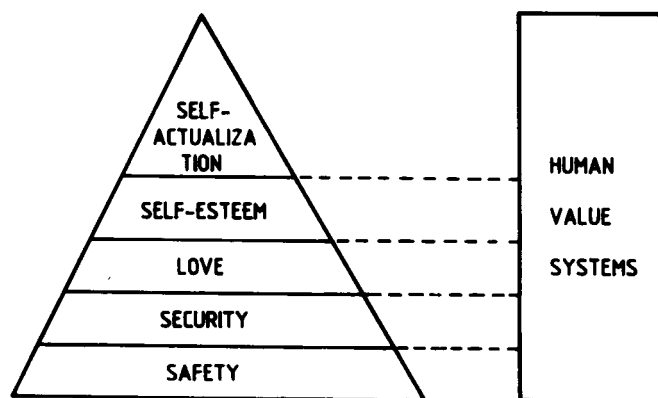 SELF-
ACTUALIZA
TION
SELF-ESTEEM
LOVE
SECURITY
SAFETY
HUMAN
VALUE
SYSTEMS